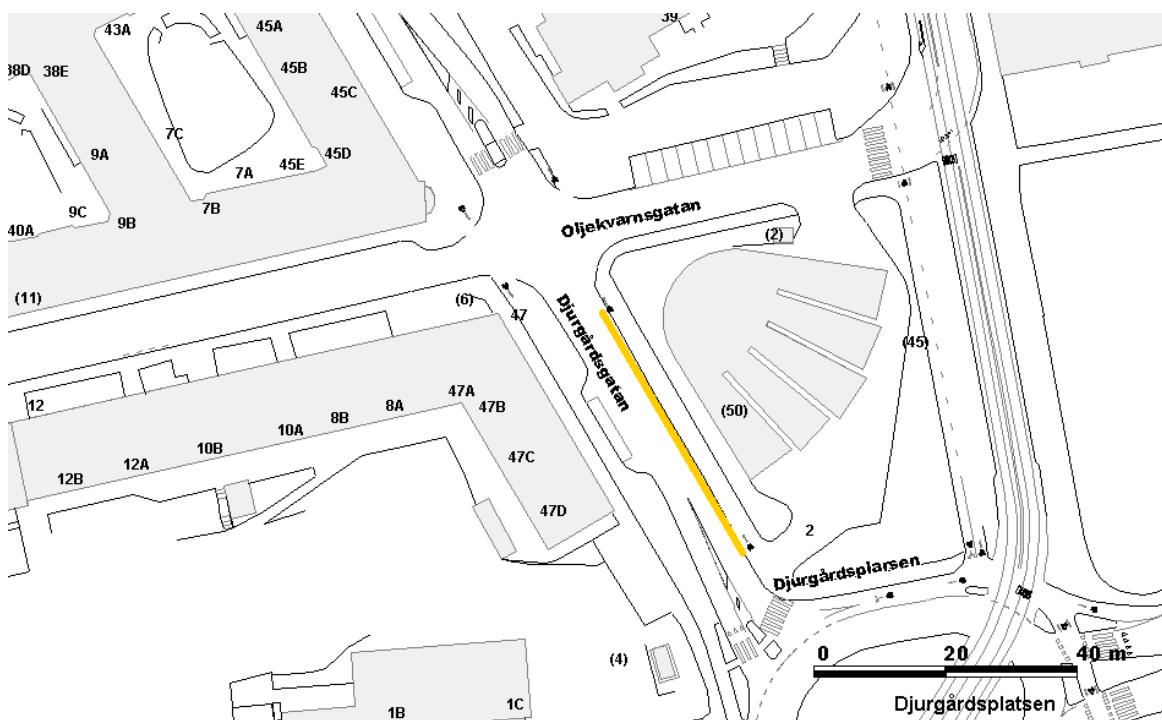 39
43A
45A
38D
38E
45B
45C
7C
9A
45D
45E
7A
7B
9C
9B
40A
Oljekvarnsgatan
(2)
(11)
(6)
47
Djurgårdsgatan
(45)
47A
47B
8A
12
8B
10A
(50)
10B
12A
12B
47C
47D
2
Djurgårdsplarsen
(4)
0 20 40 m
1C
1B
Djurgårdsplatsen